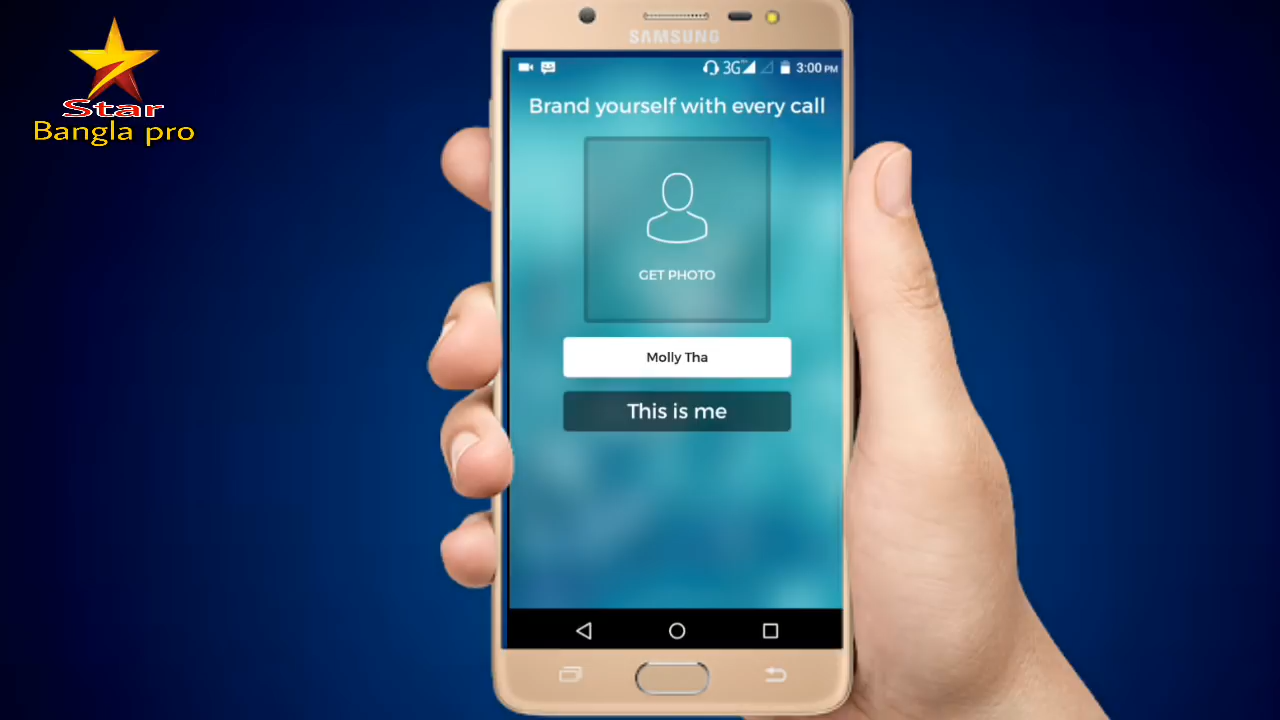 Star
Bangla pro
SAMSUNG
3G 3:00 PM
Brand yourself with every call
GET PHOTO
Molly Tha
This is me